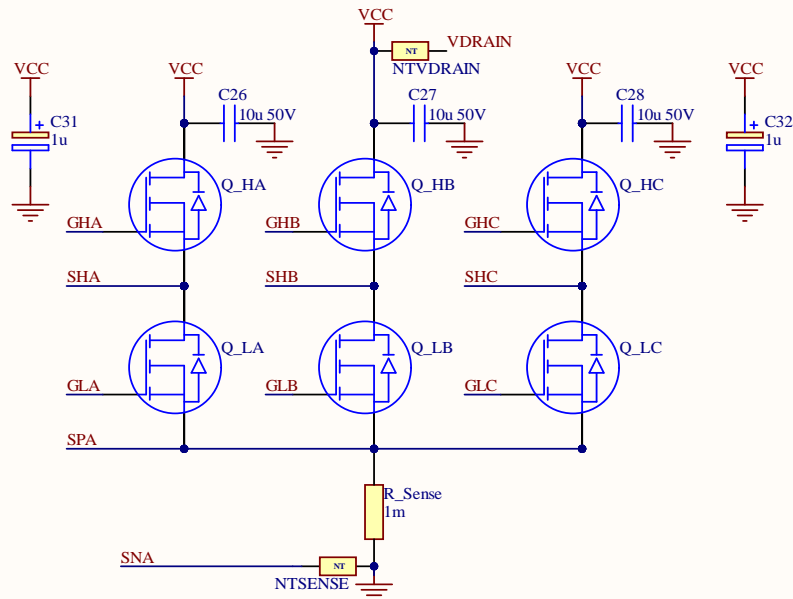 VCC
NT
VDRAIN
NTVDRAIN
VCC
VCC
VCC
VCC
C31
1u
C26
10u 50V
C27
10u 50V
C28
10u 50V
C32
1u
Q_HA
Q_HB
Q_HC
GHA
GHB
GHC
SHA
SHB
SHC
Q_LA
Q_LB
Q_LC
GLA
GLB
GLC
SPA
R_Sense
1m
SNA
NT
NTSENSE